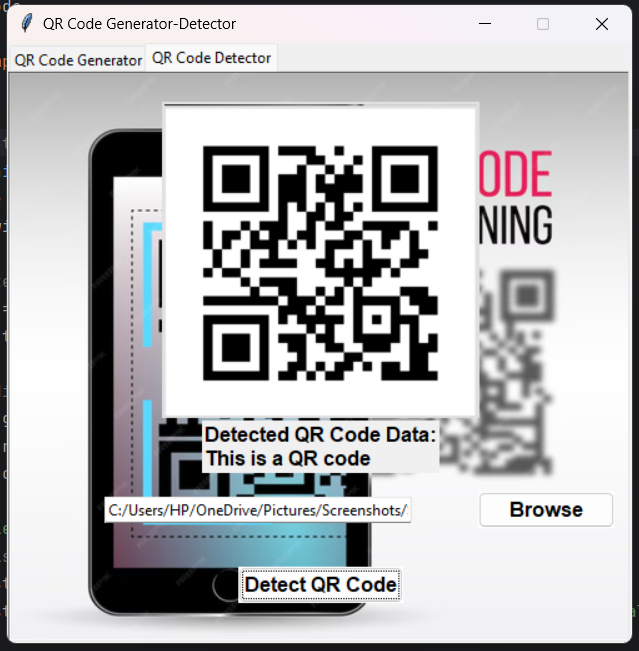 QR Code Generator-Detector
QR Code Generator
QR Code Detector
ODE
NING
Detected QR Code Data:
This is a QR code
C:/Users/HP/OneDrive/Pictures/Screenshots/
Browse
Detect QR Code